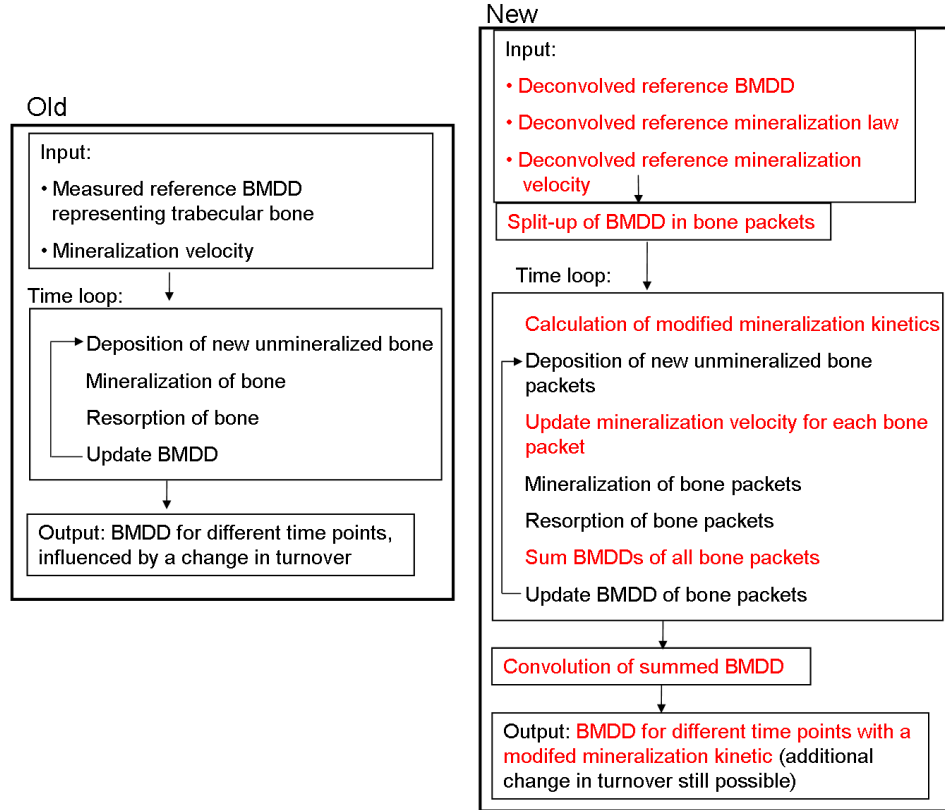 Old
Input:
• Measured reference BMDD
representing trabecular bone
• Mineralization velocity
Time loop:
Deposition of new unmineralized bone
Mineralization of bone
Resorption of bone
Update BMDD
Output: BMDD for different time points,
influenced by a change in turnover
New
Input:
• Deconvolved reference BMDD
• Deconvolved reference mineralization law
• Deconvolved reference mineralization
velocity
Split-up of BMDD in bone packets
Time loop:
Calculation of modified mineralization kinetics
Deposition of new unmineralized bone
packets
Update mineralization velocity for each bone
packet
Mineralization of bone packets
Resorption of bone packets
Sum BMDDs of all bone packets
Update BMDD of bone packets
Convolution of summed BMDD
Output: BMDD for different time points with a
modifed mineralization kinetic (additional
change in turnover still possible)